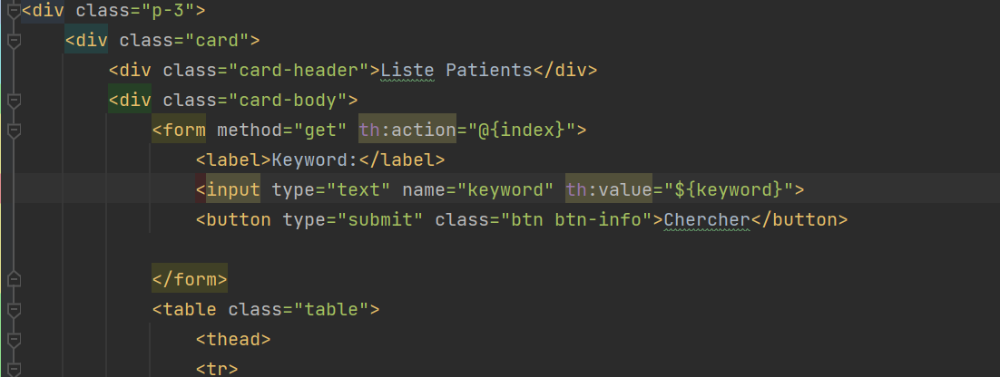 <div class="p-3">
    <div class="card">
        <div class="card-header">Liste Patients</div>
        <div class="card-body">
            <form method="get" th:action="@{index}">
                <label>Keyword:</label>
                <input type="text" name="keyword" th:value="${keyword}">
                <button type="submit" class="btn btn-info">Chercher</button>
            </form>
            <table class="table">
                <thead>
                <tr>